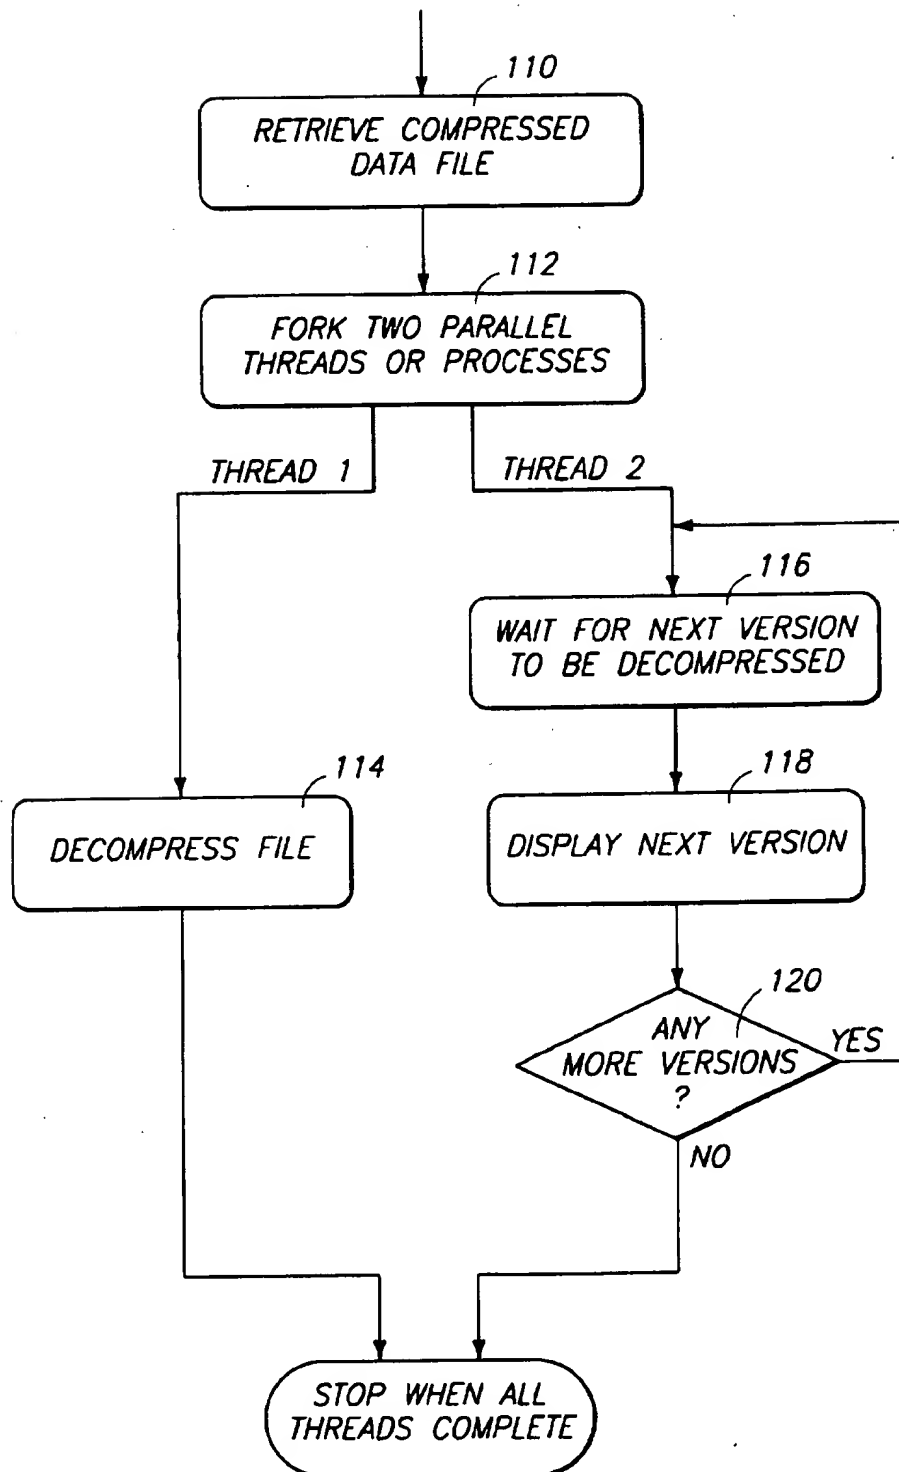 110
RETRIEVE COMPRESSED
DATA FILE
112
FORK TWO PARALLEL
THREADS OR PROCESSES
THREAD 1
THREAD 2
116
WAIT FOR NEXT VERSION
TO BE DECOMPRESSED
114
DECOMPRESS FILE
118
DISPLAY NEXT VERSION
120
ANY
MORE VERSIONS
?
YES
NO
STOP WHEN ALL
THREADS COMPLETE